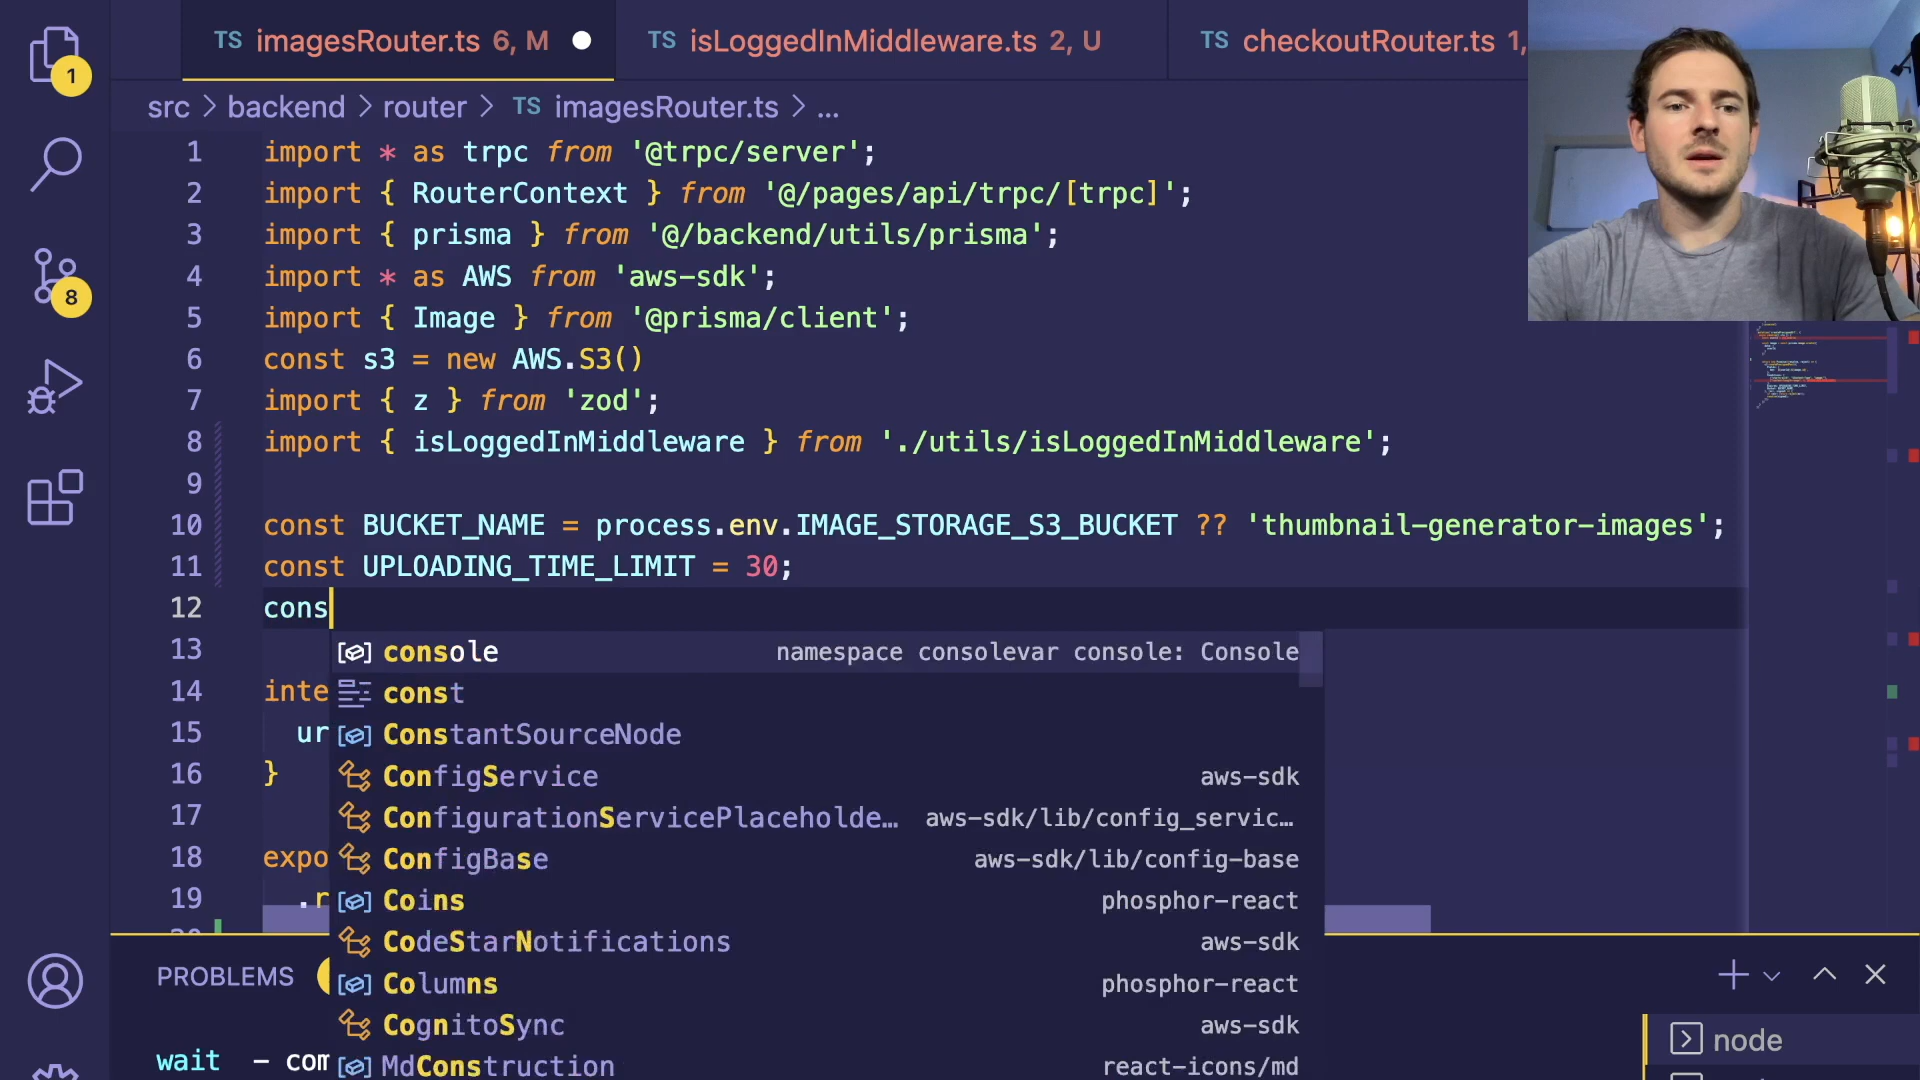 TS imagesRouter.ts 6, M
TS isLoggedInMiddleware.ts 2, U
TS checkoutRouter.ts 1,
1
8
src > backend > router > TS imagesRouter.ts > ...
1 import * as trpc from '@trpc/server';
2 import { RouterContext } from '@/pages/api/trpc/[trpc]';
3 import { prisma } from '@/backend/utils/prisma';
4 import * as AWS from 'aws-sdk';
5 import { Image } from '@prisma/client';
6 const s3 = new AWS.S3()
7 import { z } from 'zod';
8 import { isLoggedInMiddleware } from './utils/isLoggedInMiddleware';
9
10 const BUCKET_NAME = process.env.IMAGE_STORAGE_S3_BUCKET ?? 'thumbnail-generator-images';
11 const UPLOADING_TIME_LIMIT = 30;
12 cons
13
14 inte
15 ur
16 }
17
18 expo
19 .r
console namespace consolevar console: Console
const
ConstantSourceNode
ConfigService aws-sdk
ConfigurationServicePlaceholde… aws-sdk/lib/config_servic…
ConfigBase aws-sdk/lib/config-base
Coins phosphor-react
CodeStarNotifications aws-sdk
Columns phosphor-react
CognitoSync aws-sdk
MdConstruction react-icons/md
PROBLEMS
wait - com
node